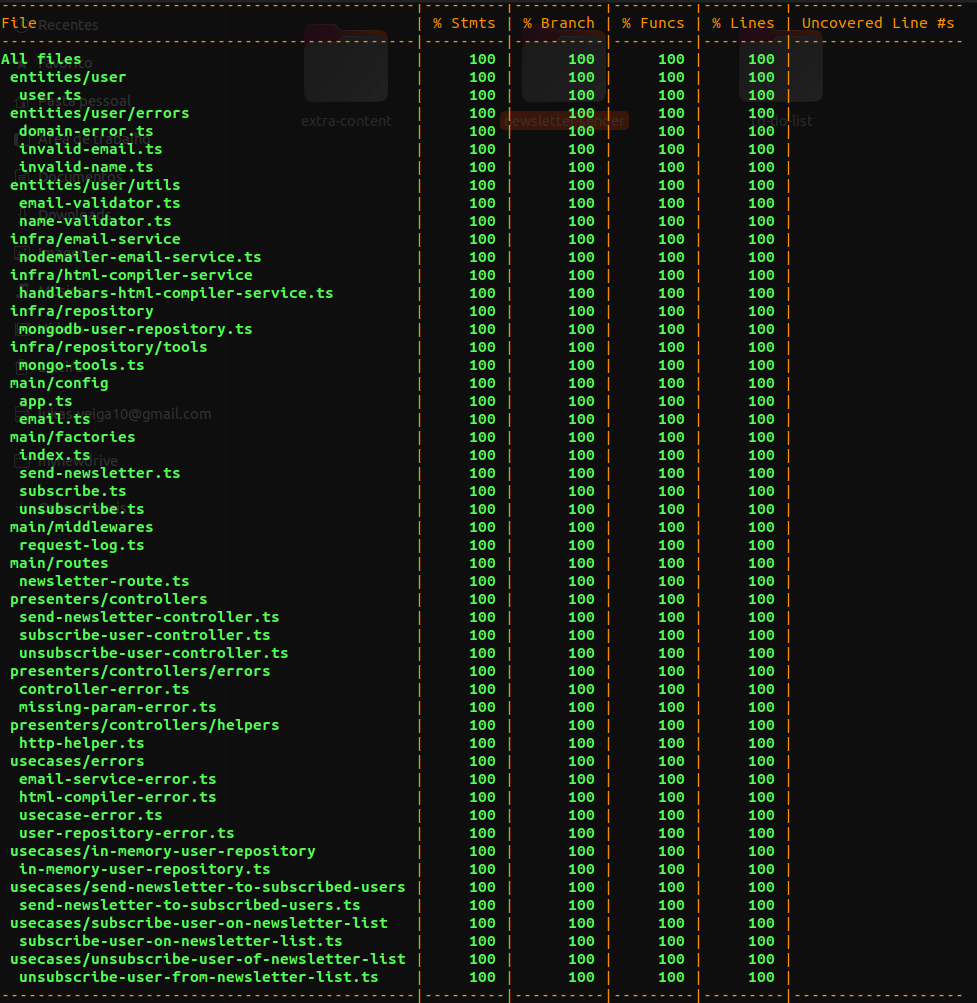 File | % Stmts | % Branch | % Funcs | % Lines | Uncovered Line #s
All files | 100 | 100 | 100 | 100 |
entities/user | 100 | 100 | 100 | 100 |
user.ts | 100 | 100 | 100 | 100 |
entities/user/errors | 100 | 100 | 100 | 100 |
domain-error.ts | 100 | 100 | 100 | 100 |
invalid-email.ts | 100 | 100 | 100 | 100 |
invalid-name.ts | 100 | 100 | 100 | 100 |
entities/user/utils | 100 | 100 | 100 | 100 |
email-validator.ts | 100 | 100 | 100 | 100 |
name-validator.ts | 100 | 100 | 100 | 100 |
infra/email-service | 100 | 100 | 100 | 100 |
nodemailer-email-service.ts | 100 | 100 | 100 | 100 |
infra/html-compiler-service | 100 | 100 | 100 | 100 |
handlebars-html-compiler-service.ts | 100 | 100 | 100 | 100 |
infra/repository | 100 | 100 | 100 | 100 |
mongodb-user-repository.ts | 100 | 100 | 100 | 100 |
infra/repository/tools | 100 | 100 | 100 | 100 |
mongo-tools.ts | 100 | 100 | 100 | 100 |
main/config | 100 | 100 | 100 | 100 |
app.ts | 100 | 100 | 100 | 100 |
email.ts | 100 | 100 | 100 | 100 |
main/factories | 100 | 100 | 100 | 100 |
index.ts | 100 | 100 | 100 | 100 |
send-newsletter.ts | 100 | 100 | 100 | 100 |
subscribe.ts | 100 | 100 | 100 | 100 |
unsubscribe.ts | 100 | 100 | 100 | 100 |
main/middlewares | 100 | 100 | 100 | 100 |
request-log.ts | 100 | 100 | 100 | 100 |
main/routes | 100 | 100 | 100 | 100 |
newsletter-route.ts | 100 | 100 | 100 | 100 |
presenters/controllers | 100 | 100 | 100 | 100 |
send-newsletter-controller.ts | 100 | 100 | 100 | 100 |
subscribe-user-controller.ts | 100 | 100 | 100 | 100 |
unsubscribe-user-controller.ts | 100 | 100 | 100 | 100 |
presenters/controllers/errors | 100 | 100 | 100 | 100 |
controller-error.ts | 100 | 100 | 100 | 100 |
missing-param-error.ts | 100 | 100 | 100 | 100 |
presenters/controllers/helpers | 100 | 100 | 100 | 100 |
http-helper.ts | 100 | 100 | 100 | 100 |
usecases/errors | 100 | 100 | 100 | 100 |
email-service-error.ts | 100 | 100 | 100 | 100 |
html-compiler-error.ts | 100 | 100 | 100 | 100 |
usecase-error.ts | 100 | 100 | 100 | 100 |
user-repository-error.ts | 100 | 100 | 100 | 100 |
usecases/in-memory-user-repository | 100 | 100 | 100 | 100 |
in-memory-user-repository.ts | 100 | 100 | 100 | 100 |
usecases/send-newsletter-to-subscribed-users | 100 | 100 | 100 | 100 |
send-newsletter-to-subscribed-users.ts | 100 | 100 | 100 | 100 |
usecases/subscribe-user-on-newsletter-list | 100 | 100 | 100 | 100 |
subscribe-user-on-newsletter-list.ts | 100 | 100 | 100 | 100 |
usecases/unsubscribe-user-of-newsletter-list | 100 | 100 | 100 | 100 |
unsubscribe-user-from-newsletter-list.ts | 100 | 100 | 100 | 100 |
Recentes
extra-content
newsletter-sender
Documentos
Downloads
mynewdrive